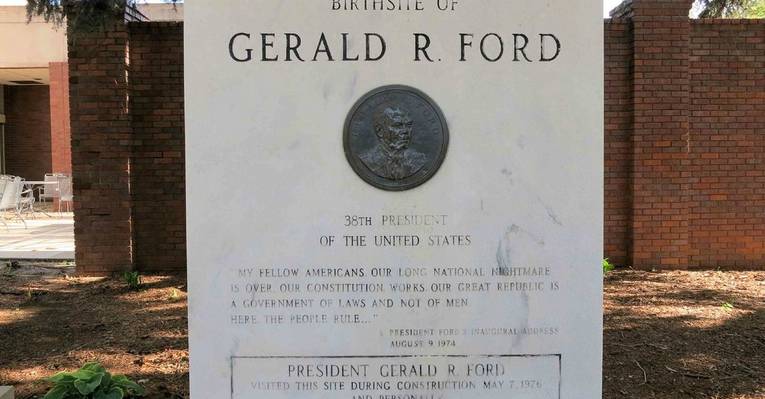 BIRTHSITE OF
GERALD R. FORD
38TH PRESIDENT
OF THE UNITED STATES
"MY FELLOW AMERICANS, OUR LONG NATIONAL NIGHTMARE
IS OVER. OUR CONSTITUTION WORKS. OUR GREAT REPUBLIC IS
A GOVERNMENT OF LAWS AND NOT OF MEN.
HERE, THE PEOPLE RULE..."
PRESIDENT FORD'S INAUGURAL ADDRESS
AUGUST 9, 1974
PRESIDENT GERALD R. FORD
VISITED THIS SITE DURING CONSTRUCTION MAY 7, 1976
AND